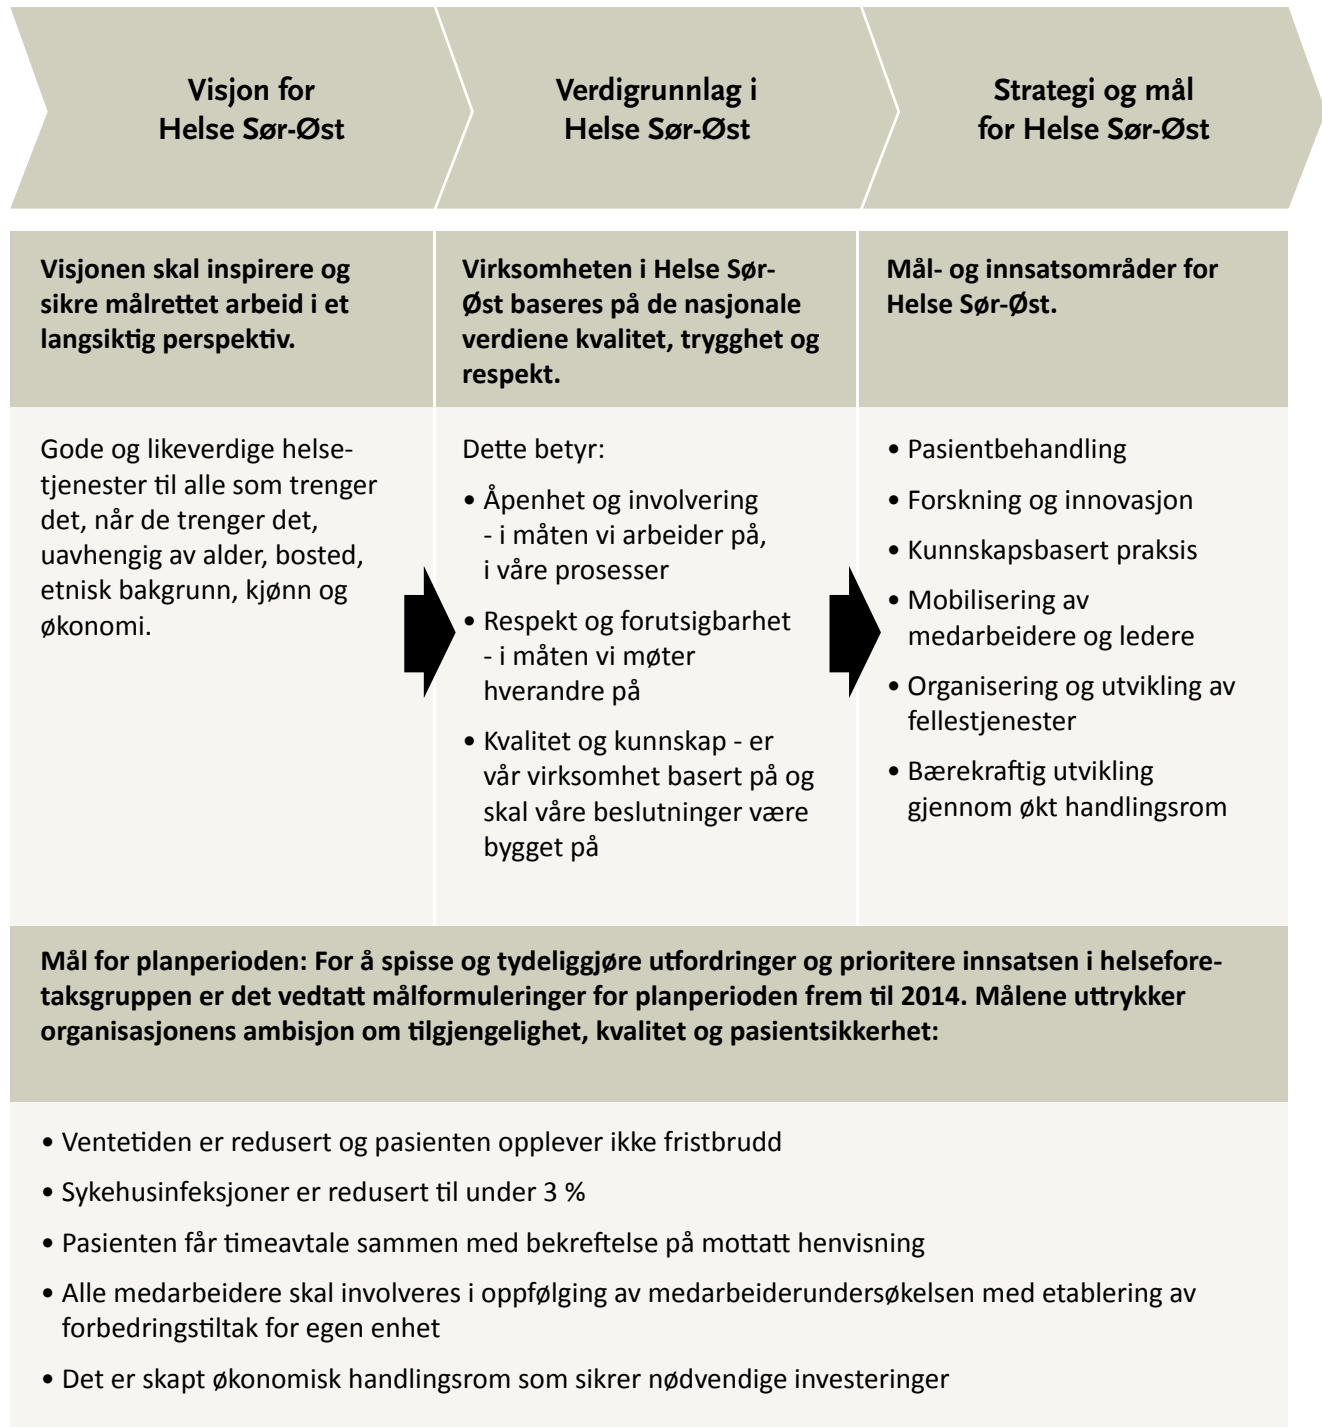 Visjon for
Helse Sør-Øst
Verdigrunnlag i
Helse Sør-Øst
Strategi og mål
for Helse Sør-Øst
Visjonen skal inspirere og
sikre målrettet arbeid i et
langsiktig perspektiv.
Virksomheten i Helse Sør-
Øst baseres på de nasjonale
verdiene kvalitet, trygghet og
respekt.
Mål- og innsatsområder for
Helse Sør-Øst.
Gode og likeverdige helse-
tjenester til alle som trenger
det, når de trenger det,
uavhengig av alder, bosted,
etnisk bakgrunn, kjønn og
økonomi.
Dette betyr:
• Åpenhet og involvering
- i måten vi arbeider på,
i våre prosesser
• Respekt og forutsigbarhet
- i måten vi møter
hverandre på
• Kvalitet og kunnskap - er
vår virksomhet basert på og
skal våre beslutninger være
bygget på
• Pasientbehandling
• Forskning og innovasjon
• Kunnskapsbasert praksis
• Mobilisering av
medarbeidere og ledere
• Organisering og utvikling av
fellestjenester
• Bærekraftig utvikling
gjennom økt handlingsrom
Mål for planperioden: For å spisse og tydeliggjøre utfordringer og prioritere innsatsen i helsefore-
taksgruppen er det vedtatt målformuleringer for planperioden frem til 2014. Målene uttrykker
organisasjonens ambisjon om tilgjengelighet, kvalitet og pasientsikkerhet:
• Ventetiden er redusert og pasienten opplever ikke fristbrudd
• Sykehusinfeksjoner er redusert til under 3 %
• Pasienten får timeavtale sammen med bekreftelse på mottatt henvisning
• Alle medarbeidere skal involveres i oppfølging av medarbeiderundersøkelsen med etablering av
forbedringstiltak for egen enhet
• Det er skapt økonomisk handlingsrom som sikrer nødvendige investeringer